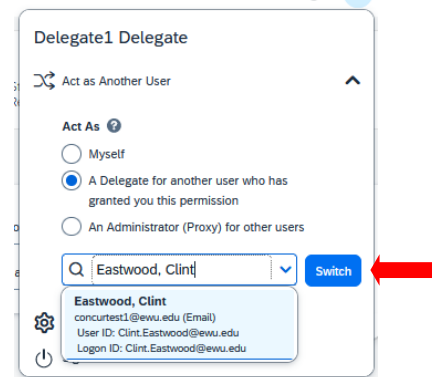 Delegate1 Delegate
Act as Another User
Act As ?
Myself
A Delegate for another user who has
granted you this permission
An Administrator (Proxy) for other users
Eastwood, Clint
Switch
Eastwood, Clint
concurtest1@ewu.edu (Email)
User ID: Clint.Eastwood@ewu.edu
Logon ID: Clint.Eastwood@ewu.edu